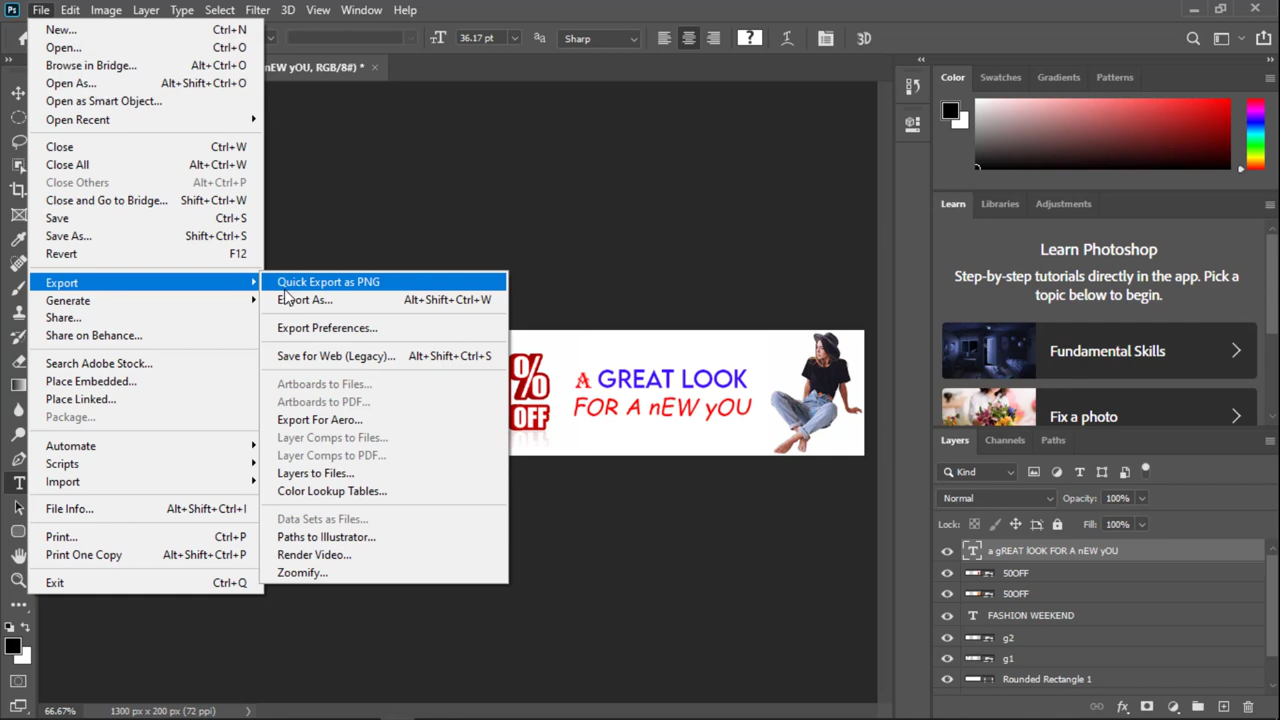 Ps File Edit Image Layer Type Select Filter 3D View Window Help
36.17 pt aa Sharp ? 3D
nEW yOU, RGB/8#) * ×
New... Ctrl+N
Open... Ctrl+O
Browse in Bridge... Alt+Ctrl+O
Open As... Alt+Shift+Ctrl+O
Open as Smart Object...
Open Recent
Close Ctrl+W
Close All Alt+Ctrl+W
Close Others Alt+Ctrl+P
Close and Go to Bridge... Shift+Ctrl+W
Save Ctrl+S
Save As... Shift+Ctrl+S
Revert F12
Export
Generate
Share...
Share on Behance...
Search Adobe Stock...
Place Embedded...
Place Linked...
Package...
Automate
Scripts
Import
File Info... Alt+Shift+Ctrl+I
Print... Ctrl+P
Print One Copy Alt+Shift+Ctrl+P
Exit Ctrl+Q
Quick Export as PNG
Export As... Alt+Shift+Ctrl+W
Export Preferences...
Save for Web (Legacy)... Alt+Shift+Ctrl+S
Artboards to Files...
Artboards to PDF...
Export For Aero...
Layer Comps to Files...
Layer Comps to PDF...
Layers to Files...
Color Lookup Tables...
Data Sets as Files...
Paths to Illustrator...
Render Video...
Zoomify...
%
OFF
A GREAT LOOK
FOR A nEW yOU
Color Swatches Gradients Patterns
Learn Libraries Adjustments
Learn Photoshop
Step-by-step tutorials directly in the app. Pick a
topic below to begin.
Fundamental Skills
Fix a photo
Layers Channels Paths
Kind
Normal Opacity: 100%
Lock: Fill: 100%
T a gREAT lOOK FOR A nEW yOU
50OFF
50OFF
T FASHION WEEKEND
g2
g1
Rounded Rectangle 1
66.67% 1300 px x 200 px (72 ppi)